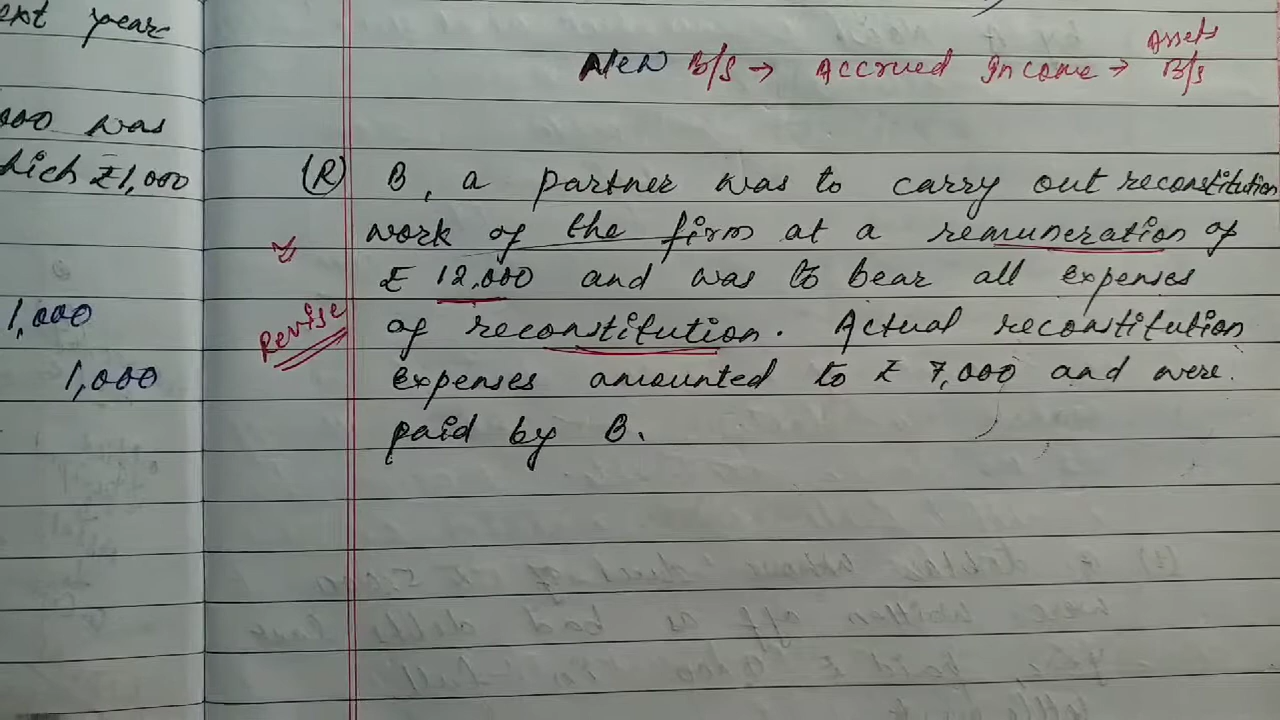 ext year
000 was
hich ₹1,000
1,000
1,000
New B/S → Accrued Income → Assets B/S
(R) B, a partner was to carry out reconstitution
work of the firm at a remuneration of
₹ 12,000 and was to bear all expenses
Revise
of reconstitution. Actual reconstitution
expenses amounted to ₹ 7,000 and were
paid by B.